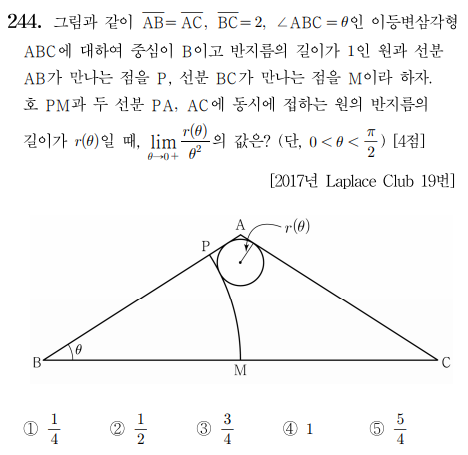 244. 그림과 같이 $\overline{AB}=\overline{AC}$, $\overline{BC}=2$, ∠ABC=θ인 이등변삼각형
ABC에 대하여 중심이 B이고 반지름의 길이가 1인 원과 선분
AB가 만나는 점을 P, 선분 BC가 만나는 점을 M이라 하자.
호 PM과 두 선분 PA, AC에 동시에 접하는 원의 반지름의
길이가 r(θ)일 때, $\lim_{\theta \to 0+} \frac{r(\theta)}{\theta^2}$의 값은? (단, $0<\theta<\frac{\pi}{2}$) [4점]
[2017년 Laplace Club 19번]
A
r(θ)
P
B
θ
M
C
① $\frac{1}{4}$ ② $\frac{1}{2}$ ③ $\frac{3}{4}$ ④ 1 ⑤ $\frac{5}{4}$